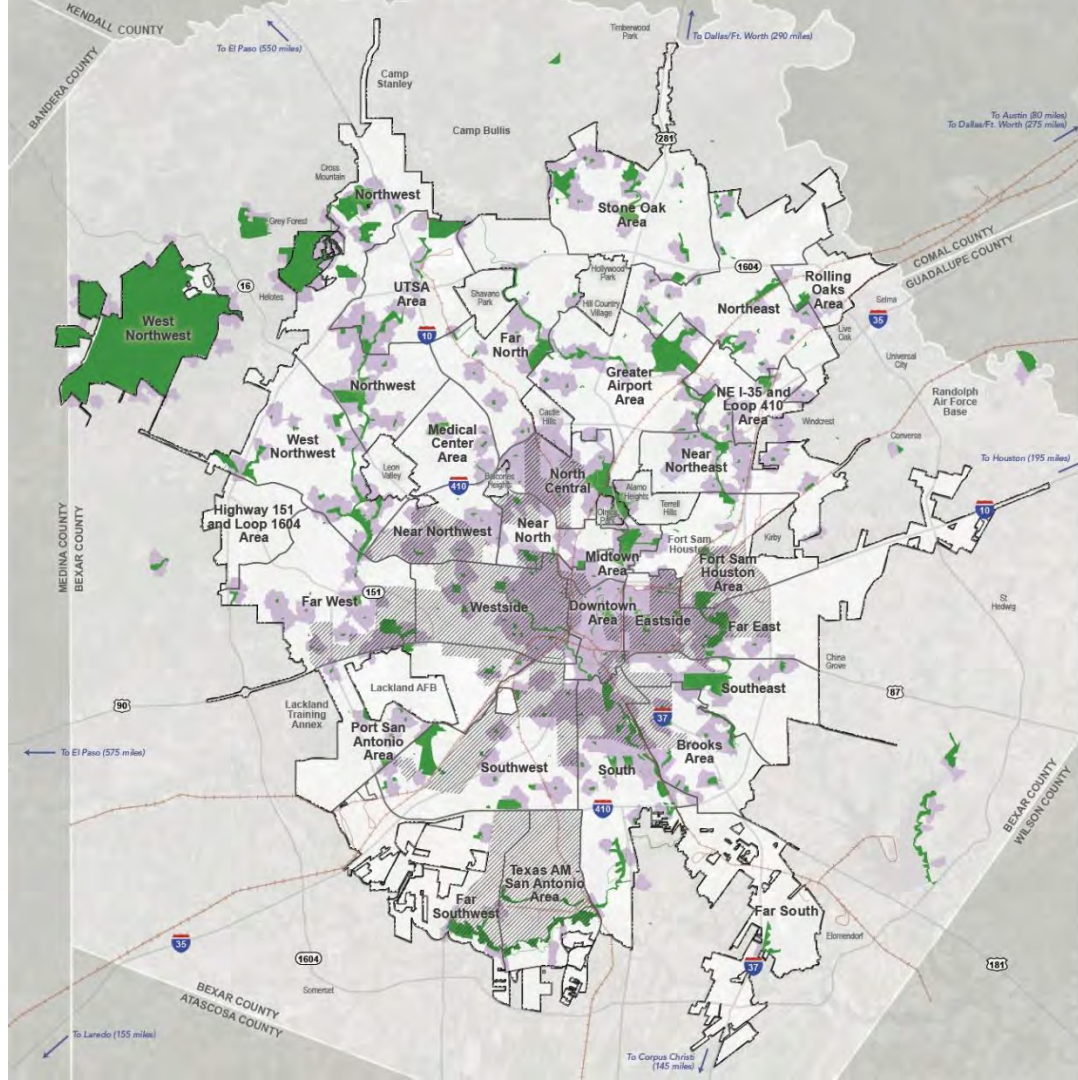 KENDALL COUNTY
BANDERA COUNTY
To El Paso (550 miles)
Timberwood
Park
To Dallas/Ft. Worth (290 miles)
Camp
Stanley
Camp Bullis
To Austin (80 miles)
To Dallas/Ft. Worth (275 miles)
281
Cross
Mountain
Northwest
Stone Oak
Area
Grey Forest
COMAL COUNTY
GUADALUPE COUNTY
1604
Hollywood
Park
Rolling
Oaks
Area
16
Helotes
UTSA
Area
Shavano
Park
Hill Country
Village
Northeast
Selma
35
West
Northwest
10
Live
Oak
Far
North
Universal
City
Northwest
Greater
Airport
Area
NE I-35 and
Loop 410
Area
Randolph
Air Force
Base
Castle
Hills
Windcrest
West
Northwest
Medical
Center
Area
Converse
Near
Northeast
To Houston (195 miles)
Leon
Valley
410
Balcones
Heights
North
Central
Alamo
Heights
Terrell
Hills
10
Highway 151
and Loop 1604
Area
Near Northwest
Near
North
Olmos
Park
Fort Sam
Houston
Kirby
MEDINA COUNTY
BEXAR COUNTY
Midtown
Area
Fort Sam
Houston
Area
151
Far West
Westside
Downtown
Area
Eastside
Far East
St
Hedwig
China
Grove
Lackland AFB
Southeast
87
90
Lackland
Training
Annex
37
Port San
Antonio
Area
Brooks
Area
To El Paso (575 miles)
Southwest
South
410
BEXAR COUNTY
WILSON COUNTY
Texas AM -
San Antonio
Area
Far
Southwest
Far South
Elmendorf
35
1604
37
181
Somerset
BEXAR COUNTY
ATASCOSA COUNTY
To Laredo (155 miles)
To Corpus Christi
(145 miles)